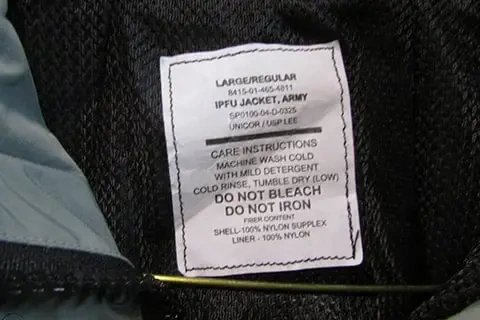 LARGE/REGULAR
8415-01-465-4811
IPFU JACKET, ARMY
SP0100-04-D-0325
UNICOR / USP LEE
CARE INSTRUCTIONS
MACHINE WASH COLD
WITH MILD DETERGENT
COLD RINSE, TUMBLE DRY (LOW)
DO NOT BLEACH
DO NOT IRON
FIBER CONTENT
SHELL-100% NYLON SUPPLEX
LINER - 100% NYLON